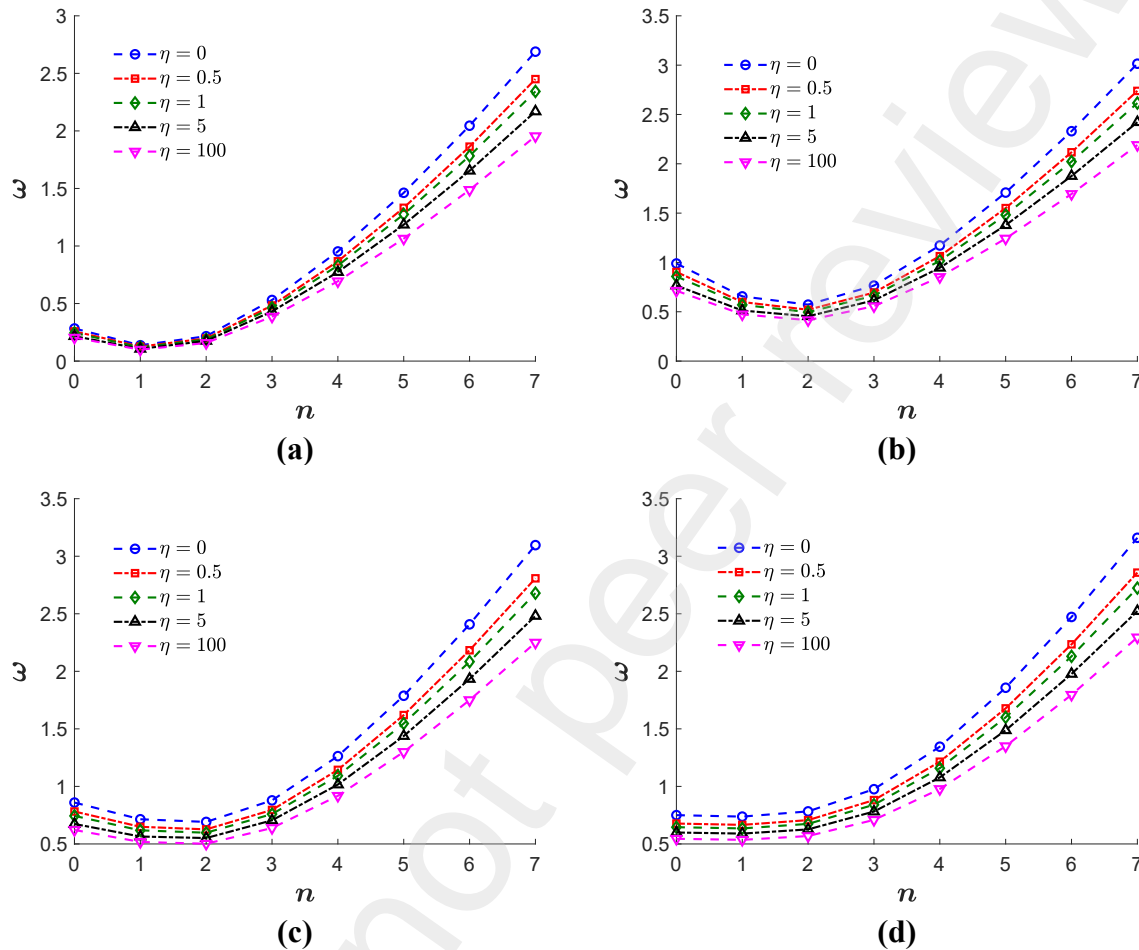 3
2.5
2
1.5
1
0.5
0
ω
η = 0
η = 0.5
η = 1
η = 5
η = 100
0 1 2 3 4 5 6 7
n
(a)
3.5
3
2.5
2
1.5
1
0.5
0
ω
η = 0
η = 0.5
η = 1
η = 5
η = 100
0 1 2 3 4 5 6 7
n
(b)
3.5
3
2.5
2
1.5
1
0.5
ω
η = 0
η = 0.5
η = 1
η = 5
η = 100
0 1 2 3 4 5 6 7
n
(c)
3.5
3
2.5
2
1.5
1
0.5
ω
η = 0
η = 0.5
η = 1
η = 5
η = 100
0 1 2 3 4 5 6 7
n
(d)
not peer review